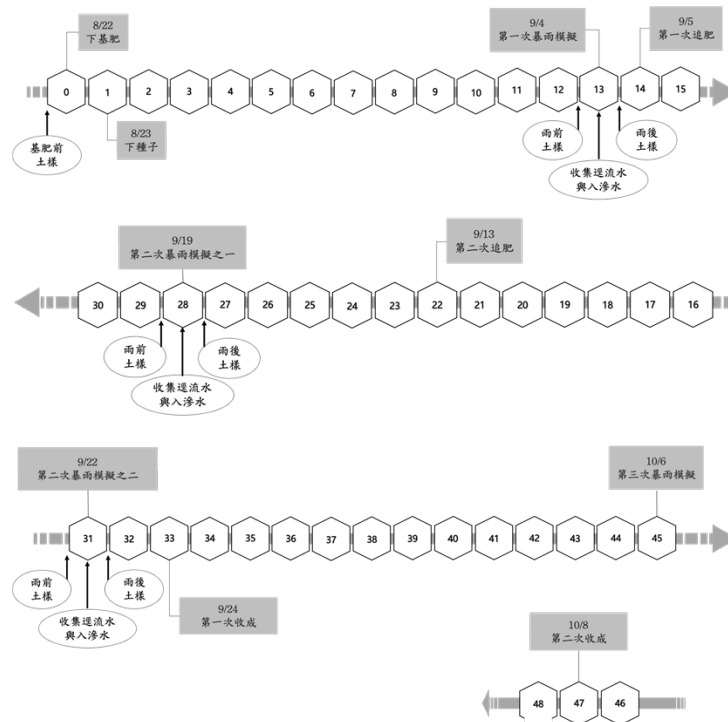 8/22
下基肥
9/4
第一次暴雨模擬
9/5
第一次追肥
0 1 2 3 4 5 6 7 8 9 10 11 12 13 14 15
基肥前
土樣
8/23
下種子
雨前
土樣
雨後
土樣
收集逕流水
與入滲水
9/19
第二次暴雨模擬之一
9/13
第二次追肥
30 29 28 27 26 25 24 23 22 21 20 19 18 17 16
雨前
土樣
雨後
土樣
收集逕流水
與入滲水
9/22
第二次暴雨模擬之二
10/6
第三次暴雨模擬
31 32 33 34 35 36 37 38 39 40 41 42 43 44 45
雨前
土樣
雨後
土樣
收集逕流水
與入滲水
9/24
第一次收成
10/8
第二次收成
48 47 46